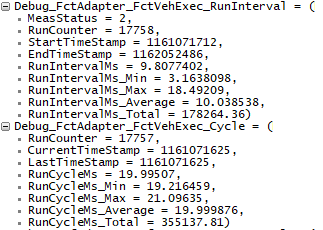 Debug_FctAdapter_FctVehExec_RunInterval = (
MeasStatus = 2,
RunCounter = 17758,
StartTimeStamp = 1161071712,
EndTimeStamp = 1162052486,
RunIntervalMs = 9.8077402,
RunIntervalMs_Min = 3.1638098,
RunIntervalMs_Max = 18.49209,
RunIntervalMs_Average = 10.038538,
RunIntervalMs_Total = 178264.36)
Debug_FctAdapter_FctVehExec_Cycle = (
RunCounter = 17757,
CurrentTimeStamp = 1161071625,
LastTimeStamp = 1161071625,
RunCycleMs = 19.99507,
RunCycleMs_Min = 19.216459,
RunCycleMs_Max = 21.09635,
RunCycleMs_Average = 19.999876,
RunCycleMs_Total = 355137.81)